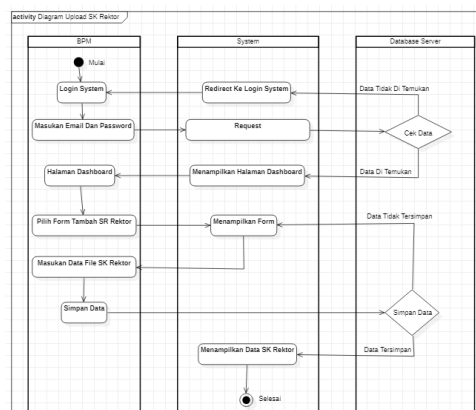 activity Diagram Upload SK Rektor
BPM
System
Database Server
Mulai
Login System
Redirect Ke Login System
Data Tidak Di Temukan
Masukan Email Dan Password
Request
Cek Data
Halaman Dashboard
Menampilkan Halaman Dashboard
Data Di Temukan
Pilih Form Tambah SR Rektor
Menampilkan Form
Data Tidak Tersimpan
Masukan Data File SK Rektor
Simpan Data
Simpan Data
Menampilkan Data SK Rektor
Data Tersimpan
Selesai